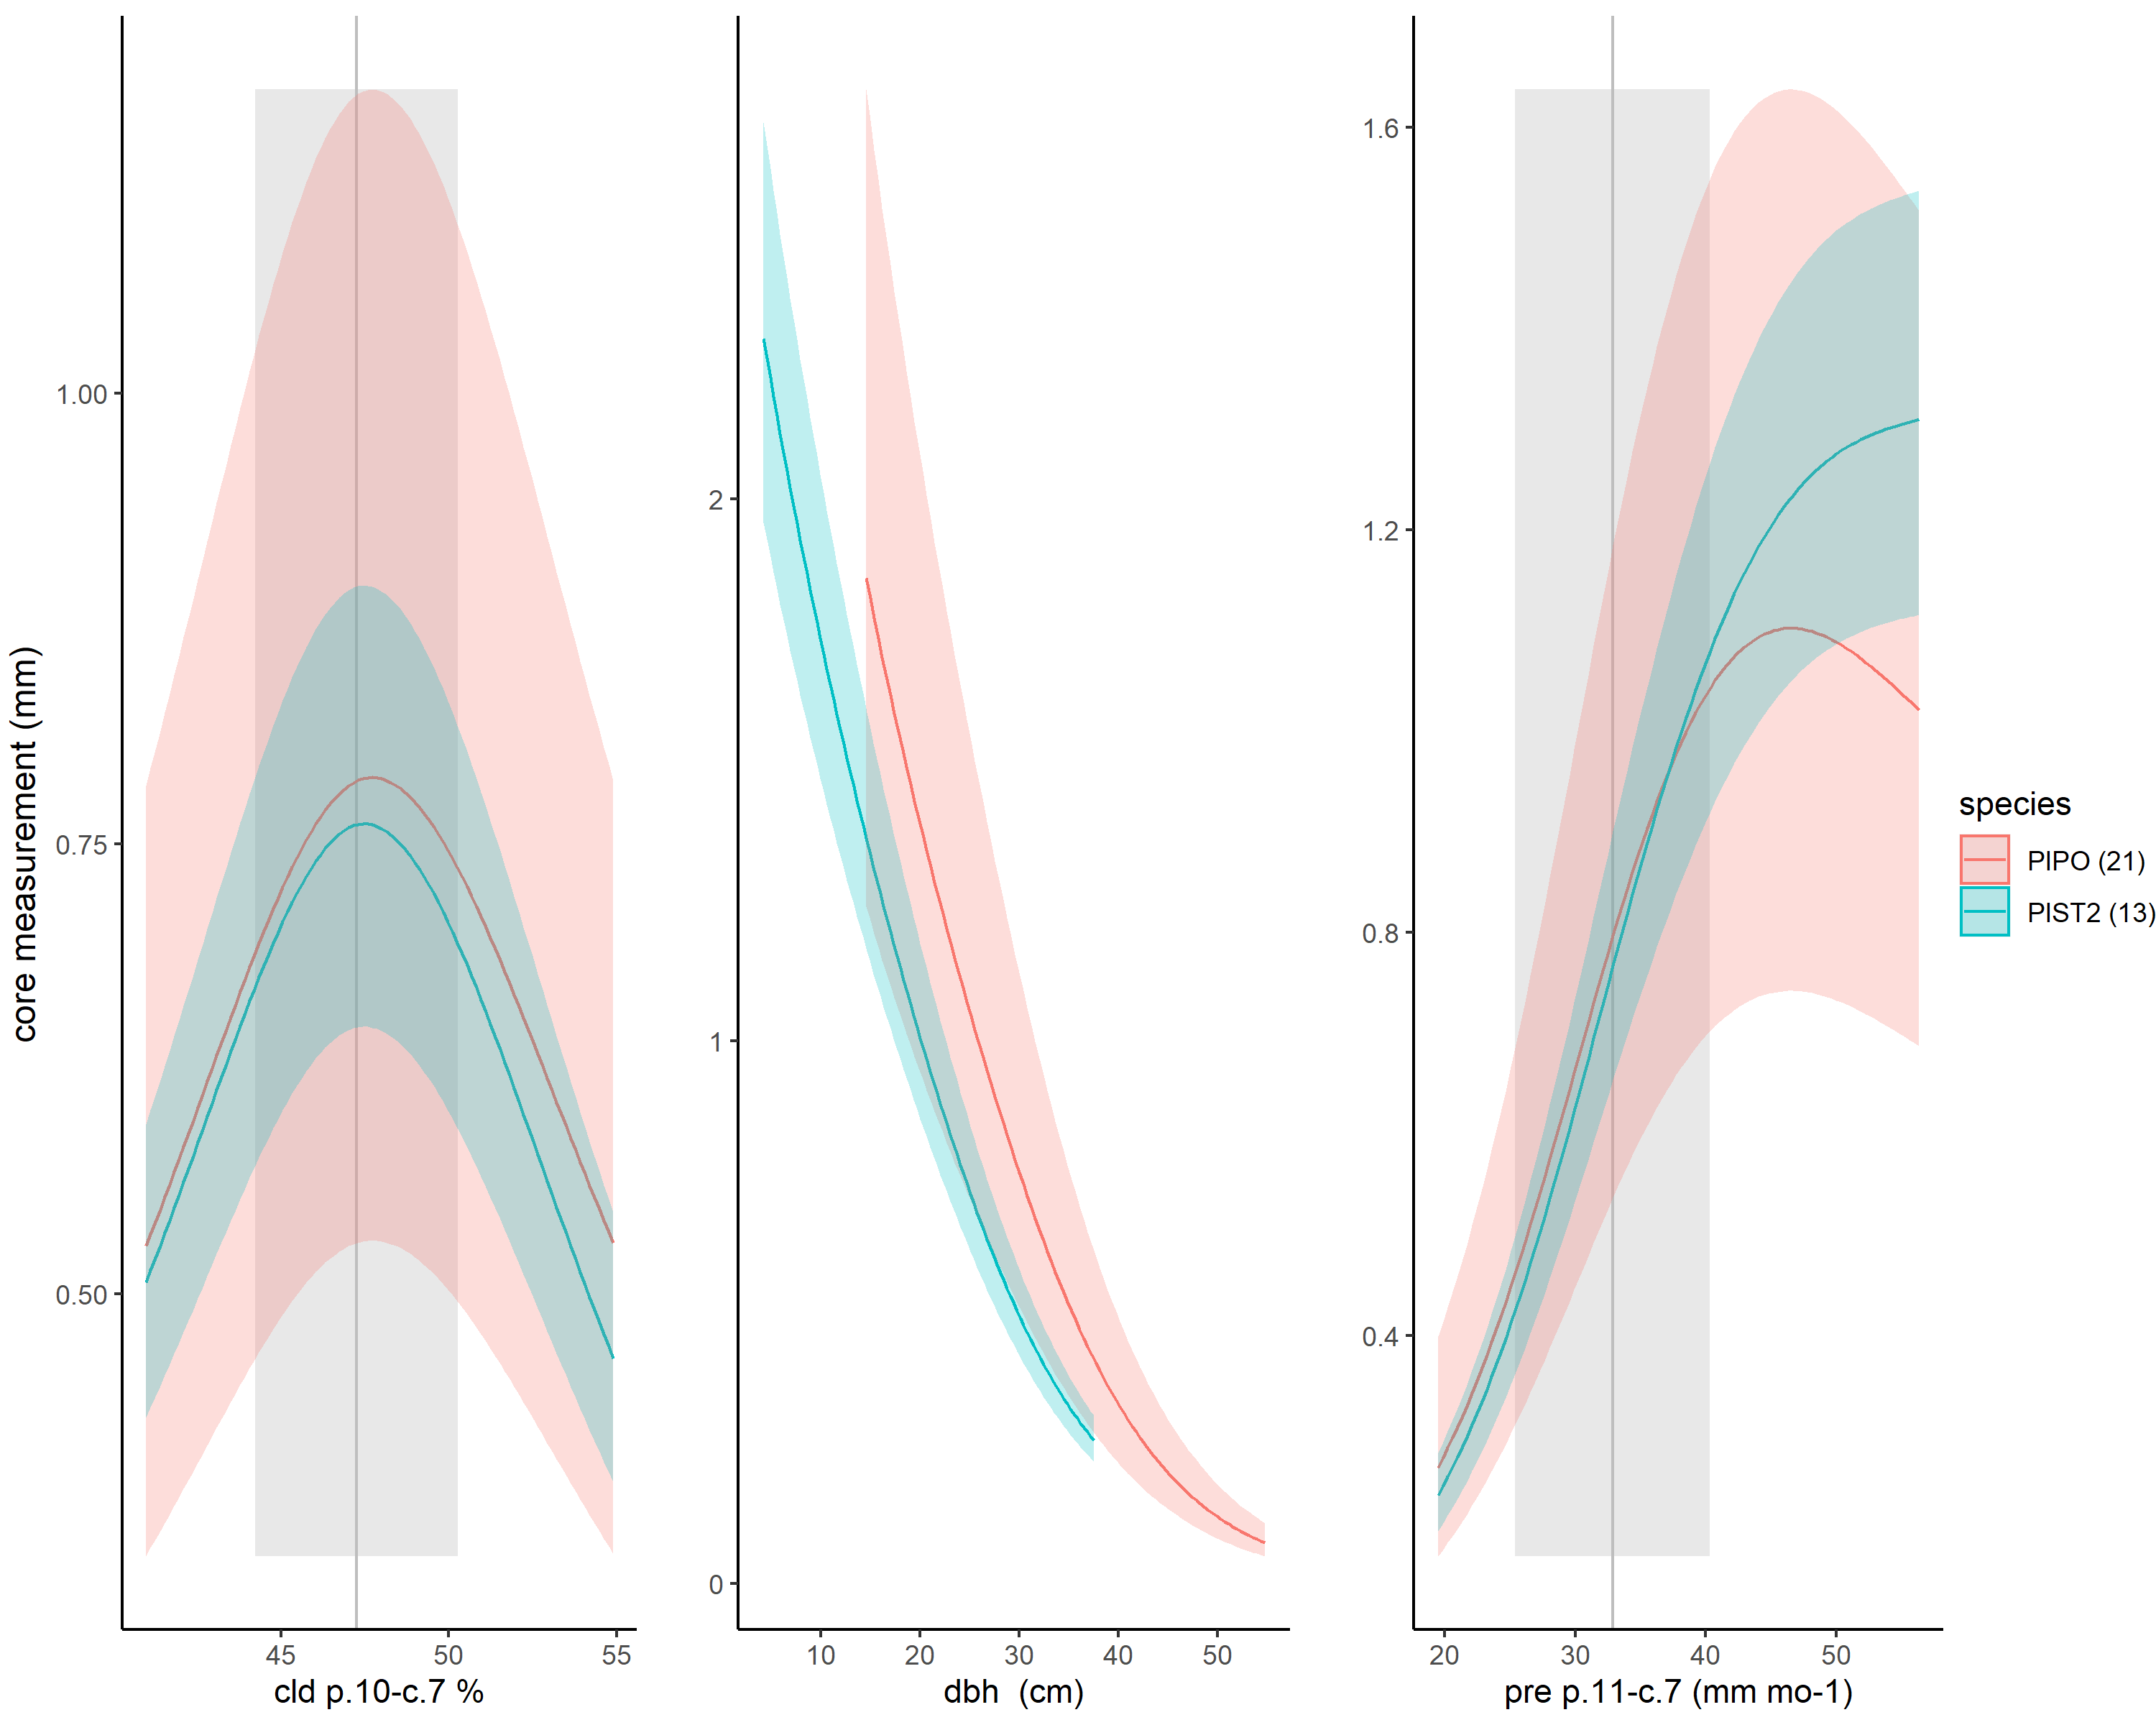 core measurement (mm)
1.00
0.75
0.50
45 50 55
cld p.10-c.7 %
2
1
0
10 20 30 40 50
dbh  (cm)
1.6
1.2
0.8
0.4
20 30 40 50
pre p.11-c.7 (mm mo-1)
species
PIPO (21)
PIST2 (13)